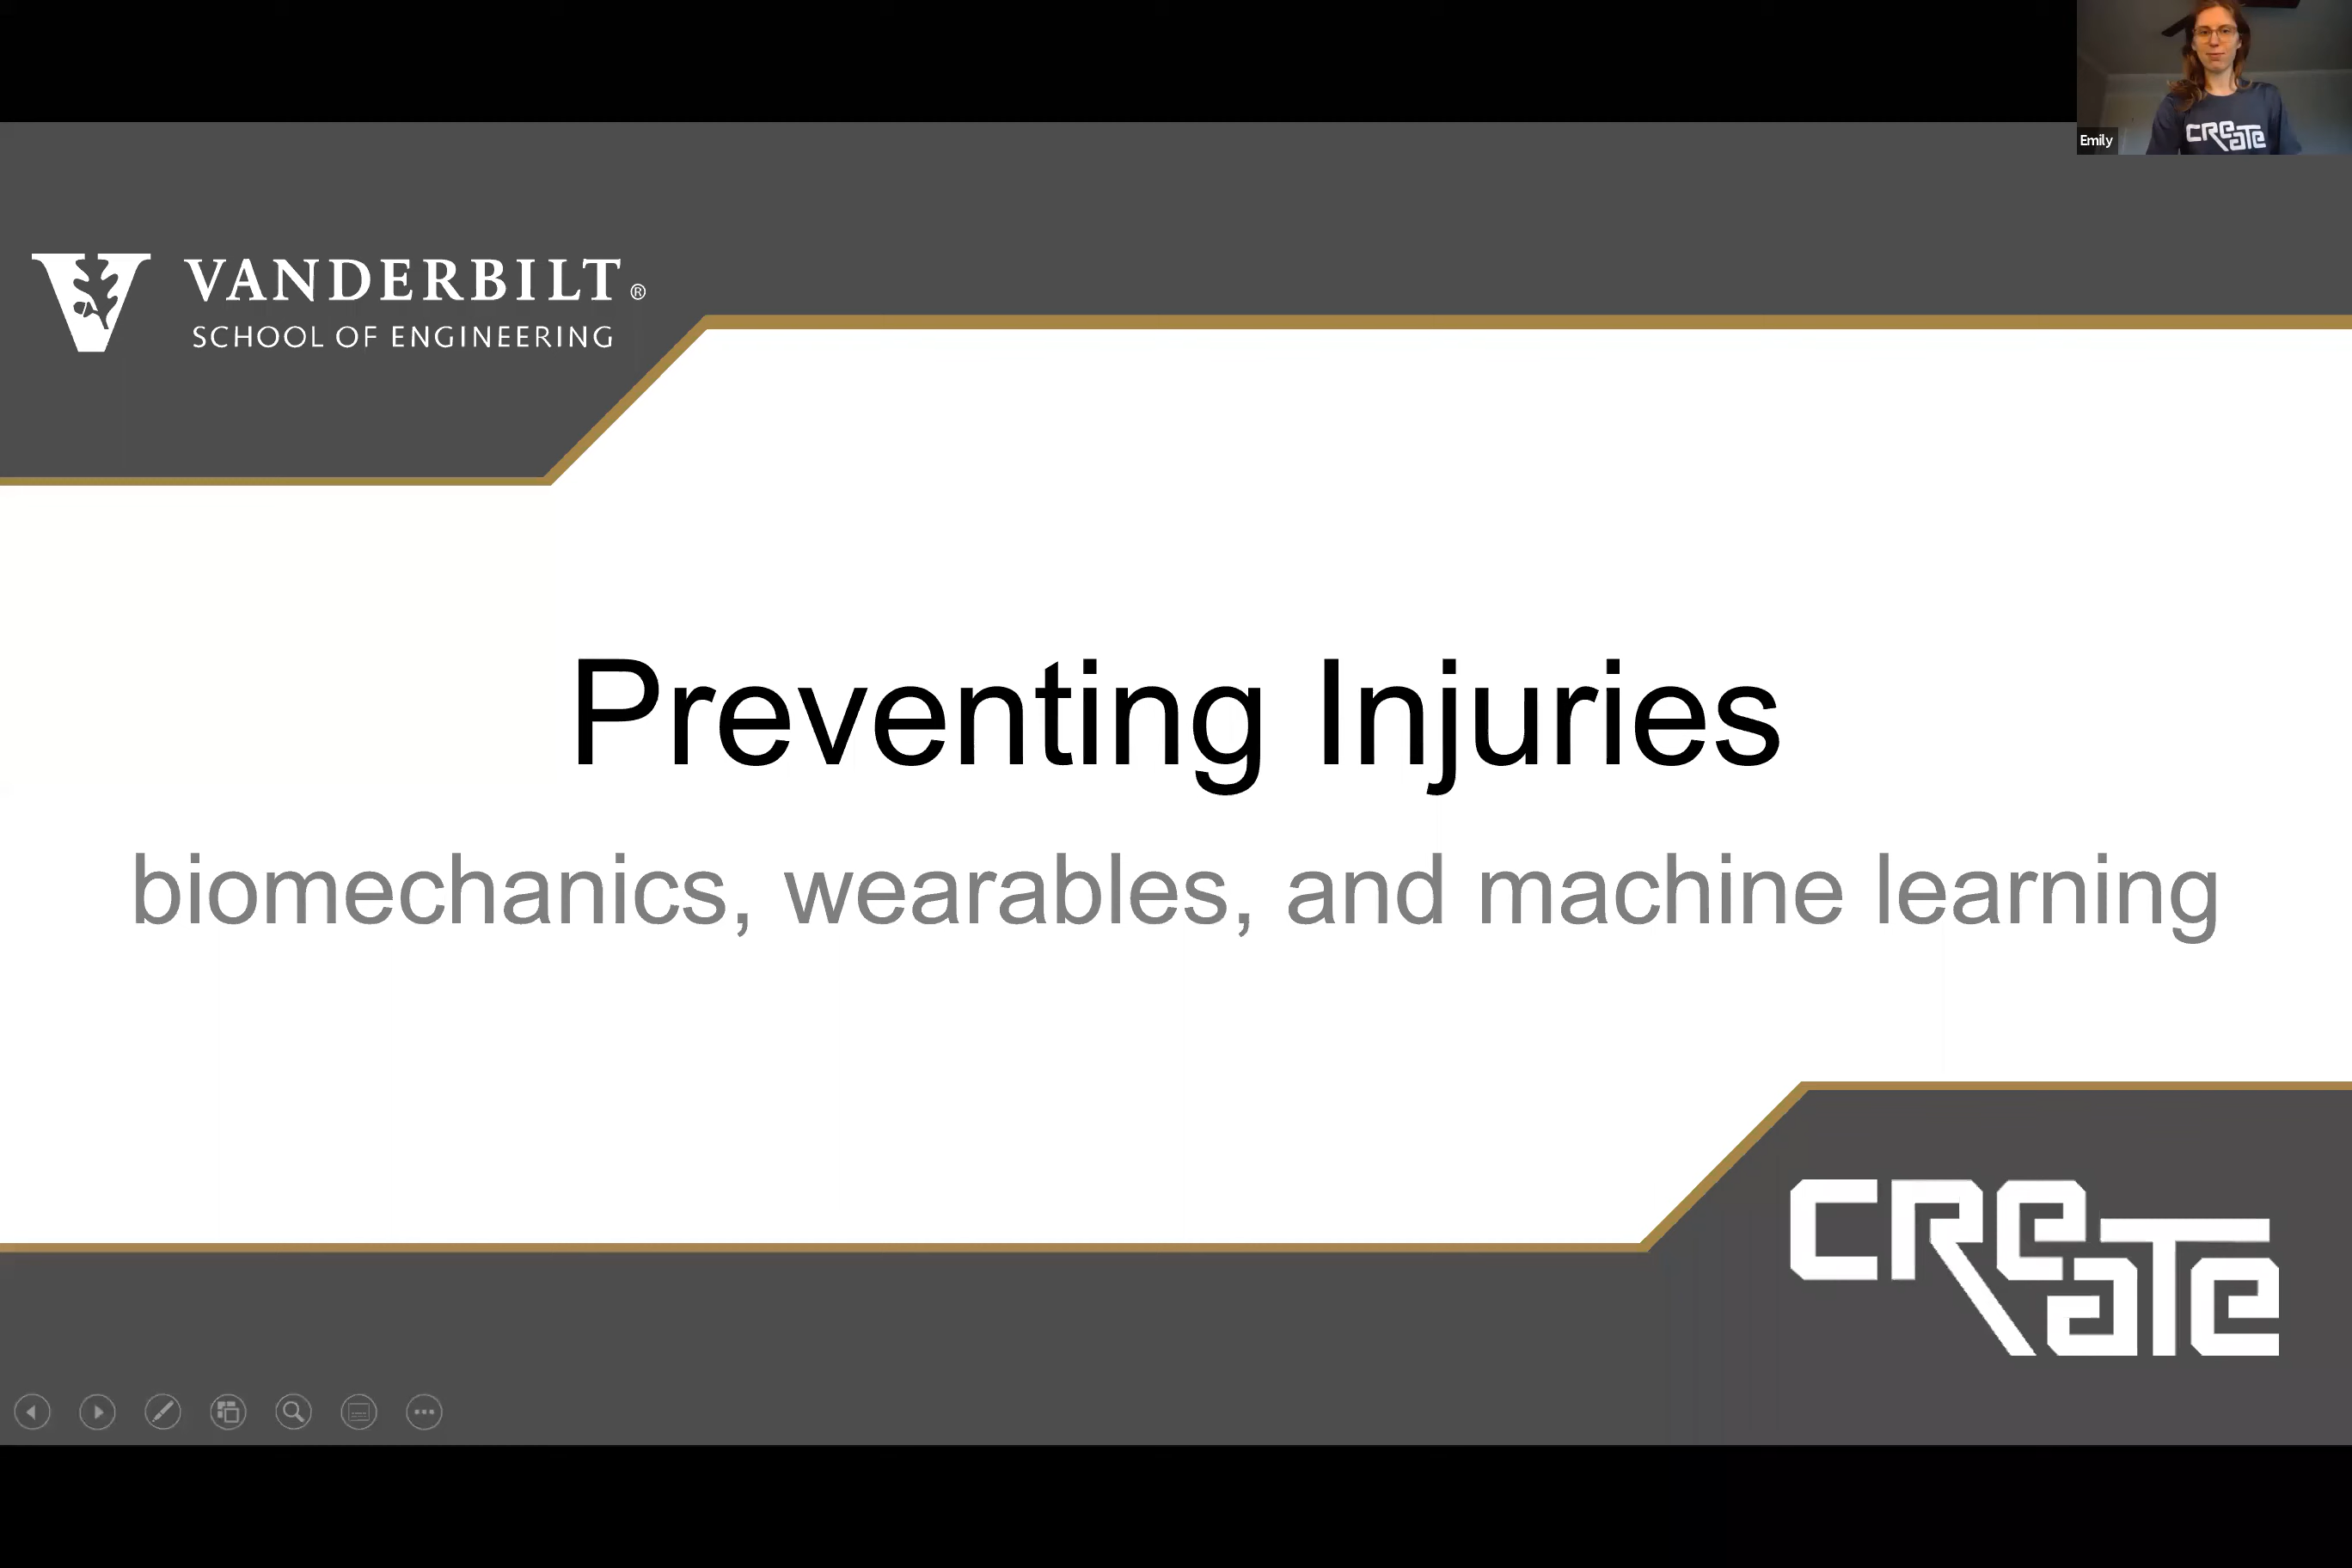 CREATE
Emily
VANDERBILT®
SCHOOL OF ENGINEERING
Preventing Injuries
biomechanics, wearables, and machine learning
CReaTe